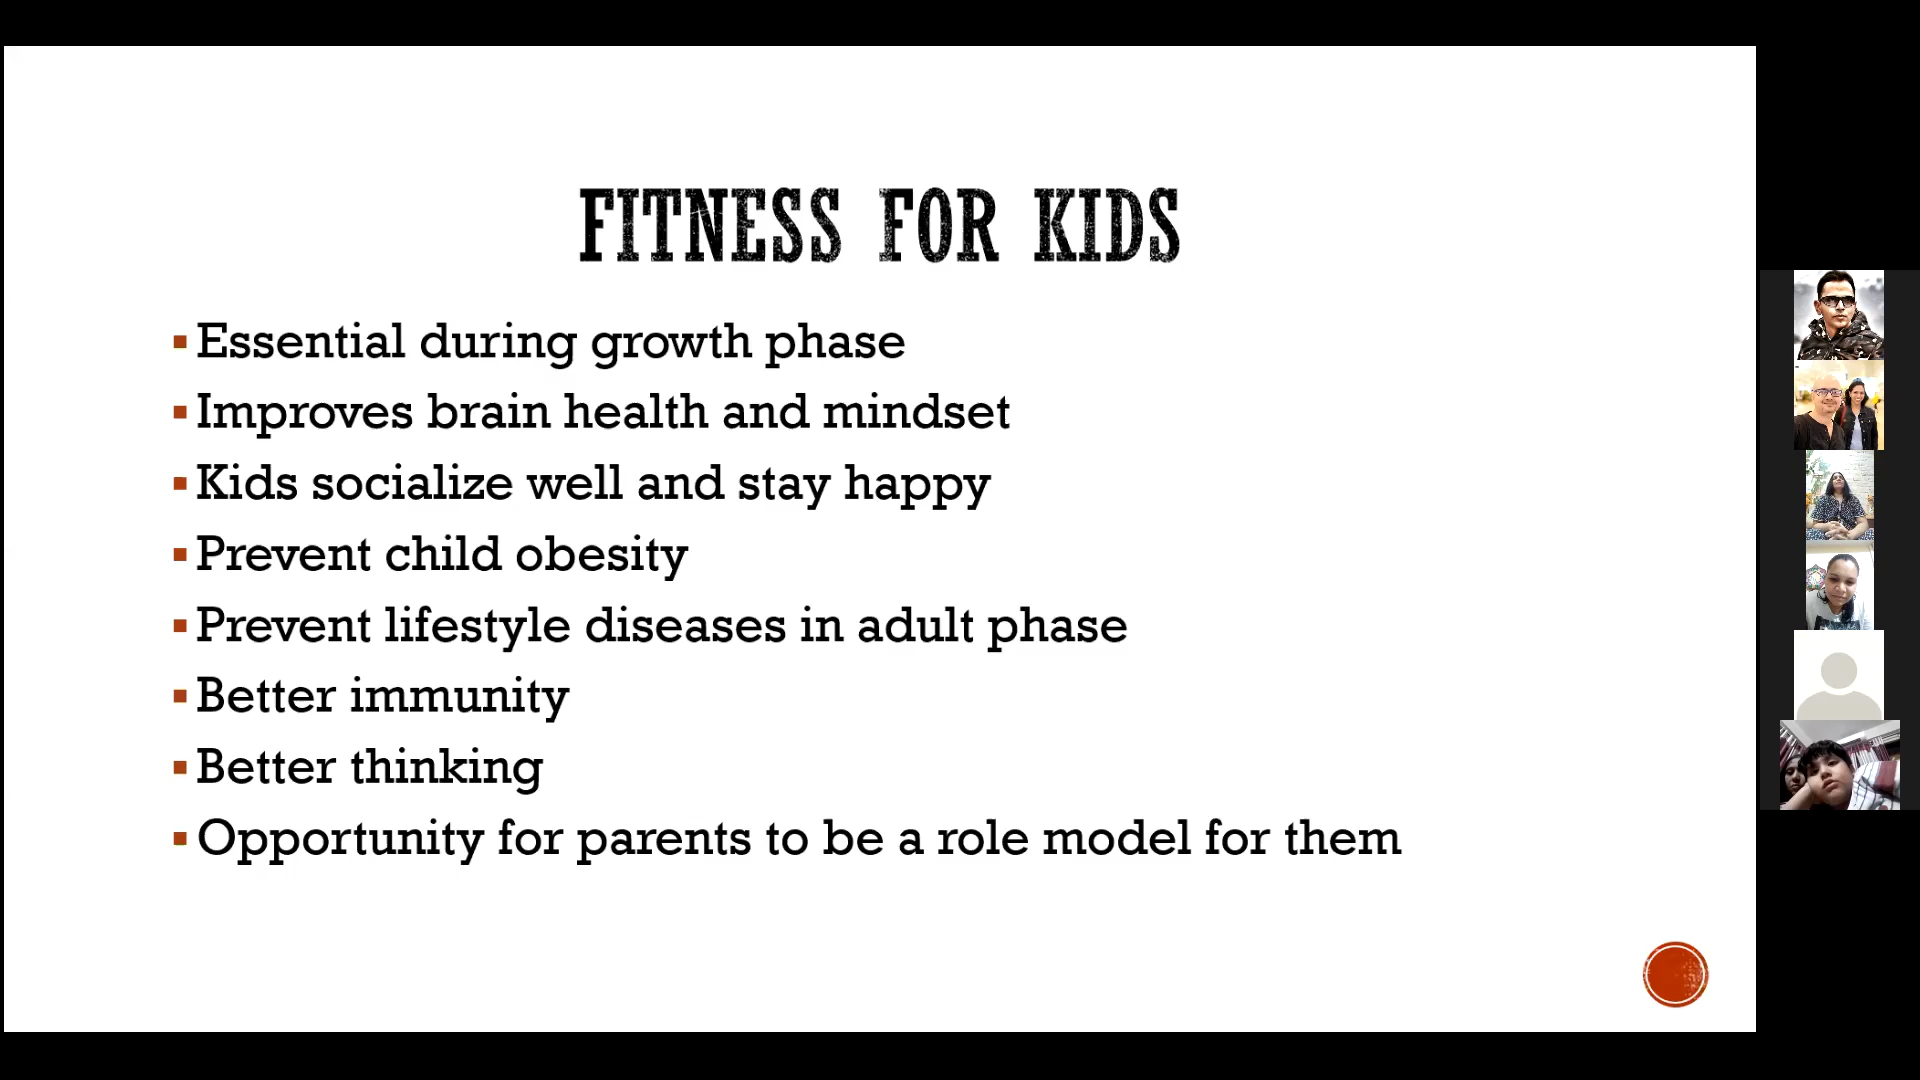 FITNESS FOR KIDS
Essential during growth phase
Improves brain health and mindset
Kids socialize well and stay happy
Prevent child obesity
Prevent lifestyle diseases in adult phase
Better immunity
Better thinking
Opportunity for parents to be a role model for them